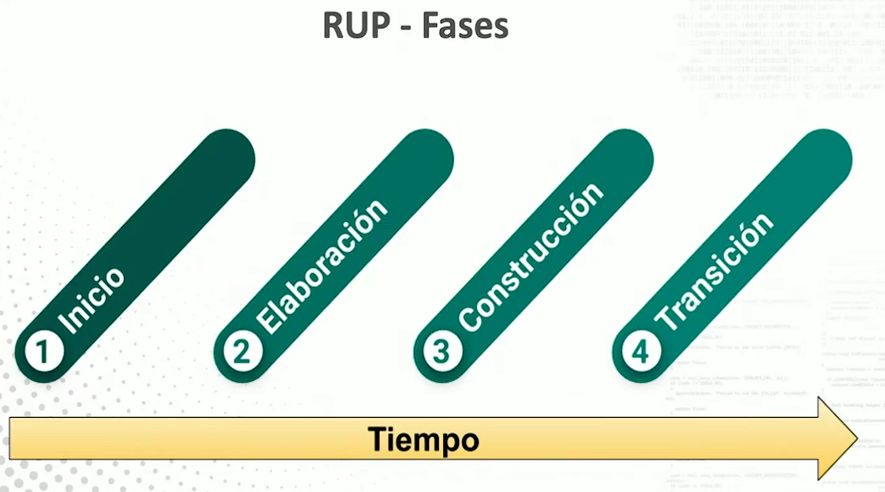 RUP - Fases
1 Inicio
2 Elaboración
3 Construcción
4 Transición
Tiempo